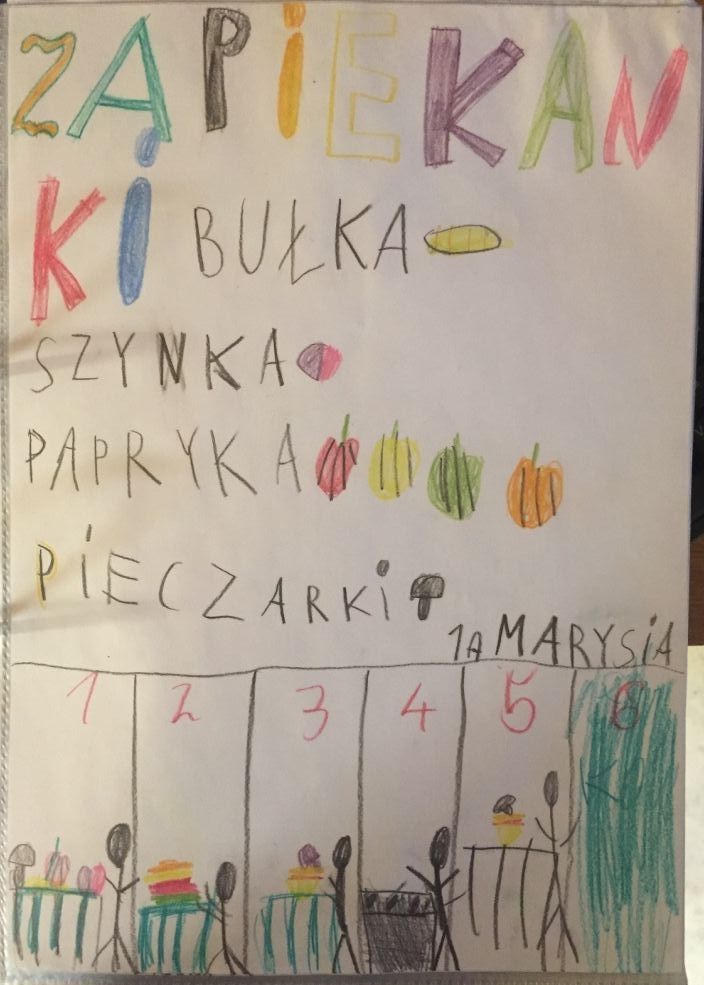 ZAPIEKAN
KI BUŁKA
SZYNKA
PAPRYKA
PIECZARKI
1A MARYSIA
1 2 3 4 5 6